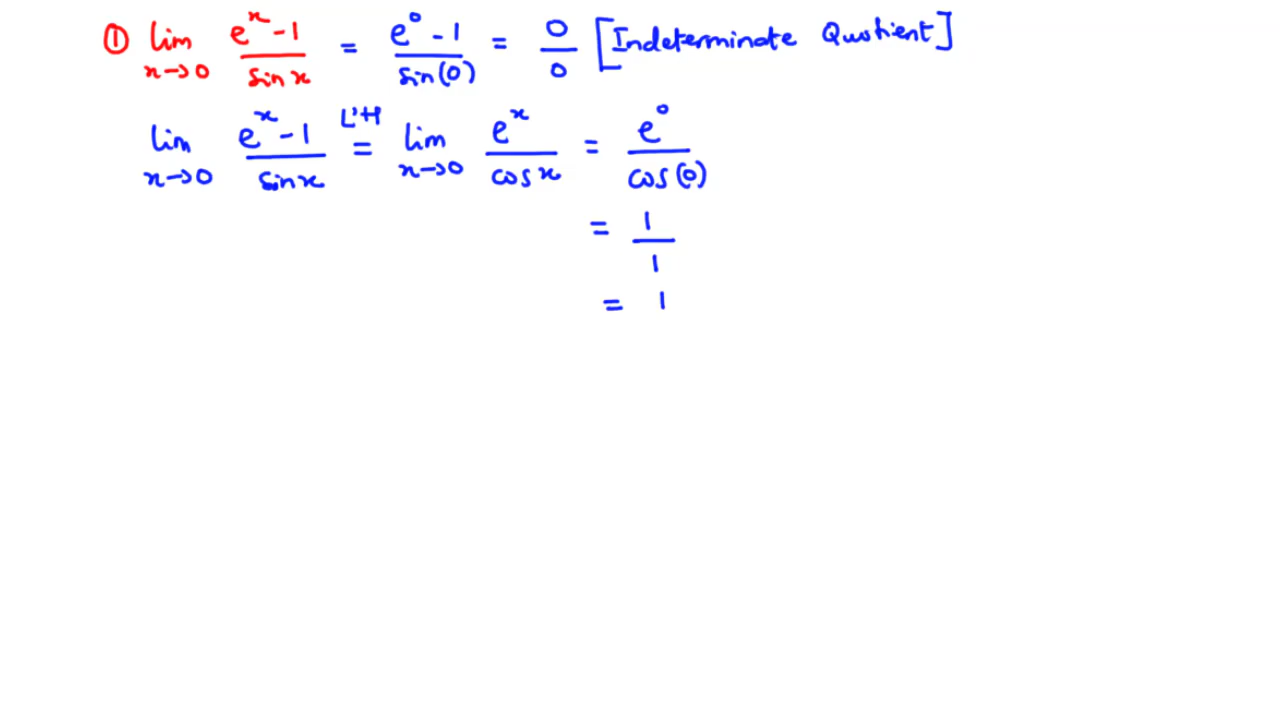 ① lim x→0 (e^x - 1)/(sin x) = (e^0 - 1)/(sin(0)) = 0/0 [Indeterminate Quotient]
lim x→0 (e^x - 1)/(sin x) L'H = lim x→0 e^x/(cos x) = e^0/(cos(0))
= 1/1
= 1